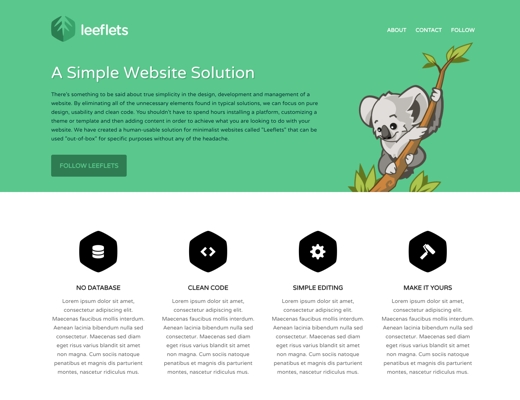 leeflets
ABOUT CONTACT FOLLOW
A Simple Website Solution
There's something to be said about true simplicity in the design, development and management of a
website. By eliminating all of the unnecessary elements found in typical solutions, we can focus on pure
design, usability and clean code. You shouldn't have to spend hours installing a platform, customizing a
theme or template and then adding content in order to achieve what you are looking to do with your
website. We have created a human-usable solution for minimalist websites called "Leeflets" that can be
used "out-of-box" for specific purposes without any of the headache.
FOLLOW LEEFLETS
NO DATABASE
Lorem ipsum dolor sit amet,
consectetur adipiscing elit.
Maecenas faucibus mollis interdum.
Aenean lacinia bibendum nulla sed
consectetur. Maecenas sed diam
eget risus varius blandit sit amet
non magna. Cum sociis natoque
penatibus et magnis dis parturient
montes, nascetur ridiculus mus.
CLEAN CODE
Lorem ipsum dolor sit amet,
consectetur adipiscing elit.
Maecenas faucibus mollis interdum.
Aenean lacinia bibendum nulla sed
consectetur. Maecenas sed diam
eget risus varius blandit sit amet
non magna. Cum sociis natoque
penatibus et magnis dis parturient
montes, nascetur ridiculus mus.
SIMPLE EDITING
Lorem ipsum dolor sit amet,
consectetur adipiscing elit.
Maecenas faucibus mollis interdum.
Aenean lacinia bibendum nulla sed
consectetur. Maecenas sed diam
eget risus varius blandit sit amet
non magna. Cum sociis natoque
penatibus et magnis dis parturient
montes, nascetur ridiculus mus.
MAKE IT YOURS
Lorem ipsum dolor sit amet,
consectetur adipiscing elit.
Maecenas faucibus mollis interdum.
Aenean lacinia bibendum nulla sed
consectetur. Maecenas sed diam
eget risus varius blandit sit amet
non magna. Cum sociis natoque
penatibus et magnis dis parturient
montes, nascetur ridiculus mus.